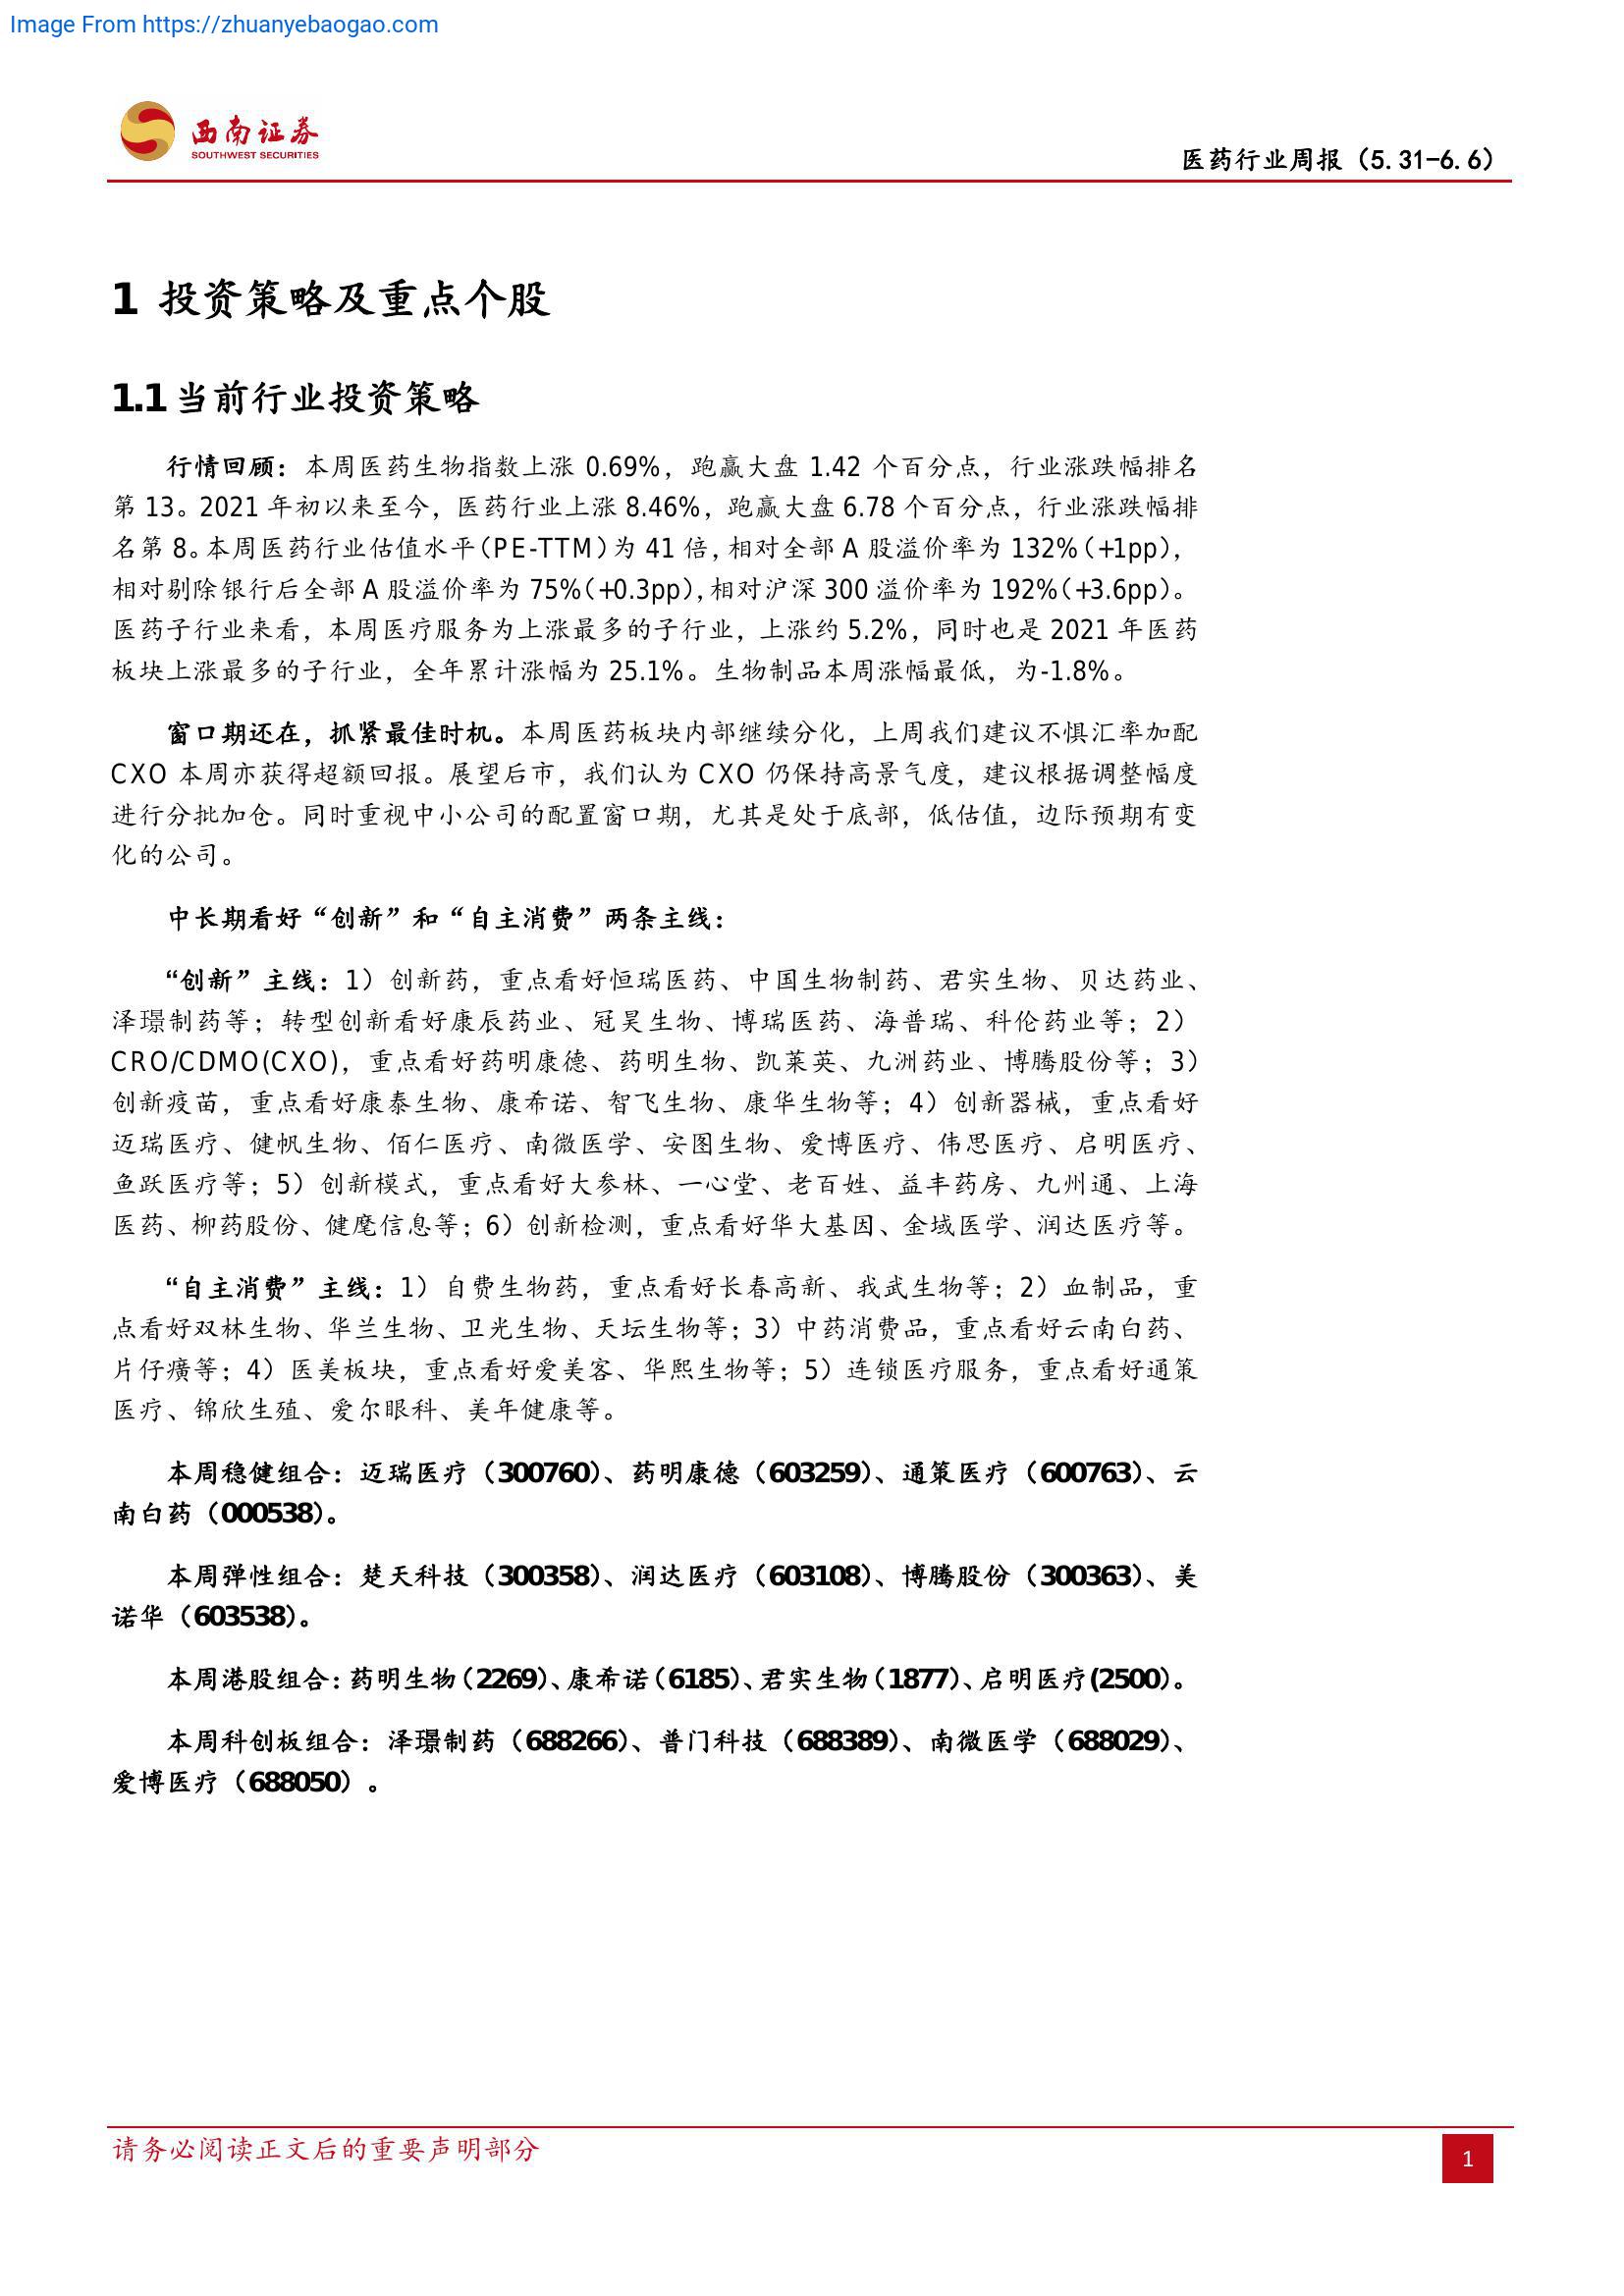 Image From https://zhuanyebaogao.com
西南证券
SOUTHWEST SECURITIES
医药行业周报（5.31-6.6）
1 投资策略及重点个股
1.1 当前行业投资策略
行情回顾：本周医药生物指数上涨 0.69%，跑赢大盘 1.42 个百分点，行业涨跌幅排名
第 13。2021 年初以来至今，医药行业上涨 8.46%，跑赢大盘 6.78 个百分点，行业涨跌幅排
名第 8。本周医药行业估值水平（PE-TTM）为 41 倍，相对全部 A 股溢价率为 132%（+1pp），
相对剔除银行后全部 A 股溢价率为 75%（+0.3pp），相对沪深 300 溢价率为 192%（+3.6pp）。
医药子行业来看，本周医疗服务为上涨最多的子行业，上涨约 5.2%，同时也是 2021 年医药
板块上涨最多的子行业，全年累计涨幅为 25.1%。生物制品本周涨幅最低，为-1.8%。
窗口期还在，抓紧最佳时机。本周医药板块内部继续分化，上周我们建议不惧汇率加配
CXO 本周亦获得超额回报。展望后市，我们认为 CXO 仍保持高景气度，建议根据调整幅度
进行分批加仓。同时重视中小公司的配置窗口期，尤其是处于底部，低估值，边际预期有变
化的公司。
中长期看好“创新”和“自主消费”两条主线：
“创新”主线：1）创新药，重点看好恒瑞医药、中国生物制药、君实生物、贝达药业、
泽璟制药等；转型创新看好康辰药业、冠昊生物、博瑞医药、海普瑞、科伦药业等；2）
CRO/CDMO(CXO)，重点看好药明康德、药明生物、凯莱英、九洲药业、博腾股份等；3）
创新疫苗，重点看好康泰生物、康希诺、智飞生物、康华生物等；4）创新器械，重点看好
迈瑞医疗、健帆生物、佰仁医疗、南微医学、安图生物、爱博医疗、伟思医疗、启明医疗、
鱼跃医疗等；5）创新模式，重点看好大参林、一心堂、老百姓、益丰药房、九州通、上海
医药、柳药股份、健麾信息等；6）创新检测，重点看好华大基因、金域医学、润达医疗等。
“自主消费”主线：1）自费生物药，重点看好长春高新、我武生物等；2）血制品，重
点看好双林生物、华兰生物、卫光生物、天坛生物等；3）中药消费品，重点看好云南白药、
片仔癀等；4）医美板块，重点看好爱美客、华熙生物等；5）连锁医疗服务，重点看好通策
医疗、锦欣生殖、爱尔眼科、美年健康等。
本周稳健组合：迈瑞医疗（300760）、药明康德（603259）、通策医疗（600763）、云
南白药（000538）。
本周弹性组合：楚天科技（300358）、润达医疗（603108）、博腾股份（300363）、美
诺华（603538）。
本周港股组合：药明生物（2269）、康希诺（6185）、君实生物（1877）、启明医疗(2500）。
本周科创板组合：泽璟制药（688266）、普门科技（688389）、南微医学（688029）、
爱博医疗（688050）。
请务必阅读正文后的重要声明部分
1